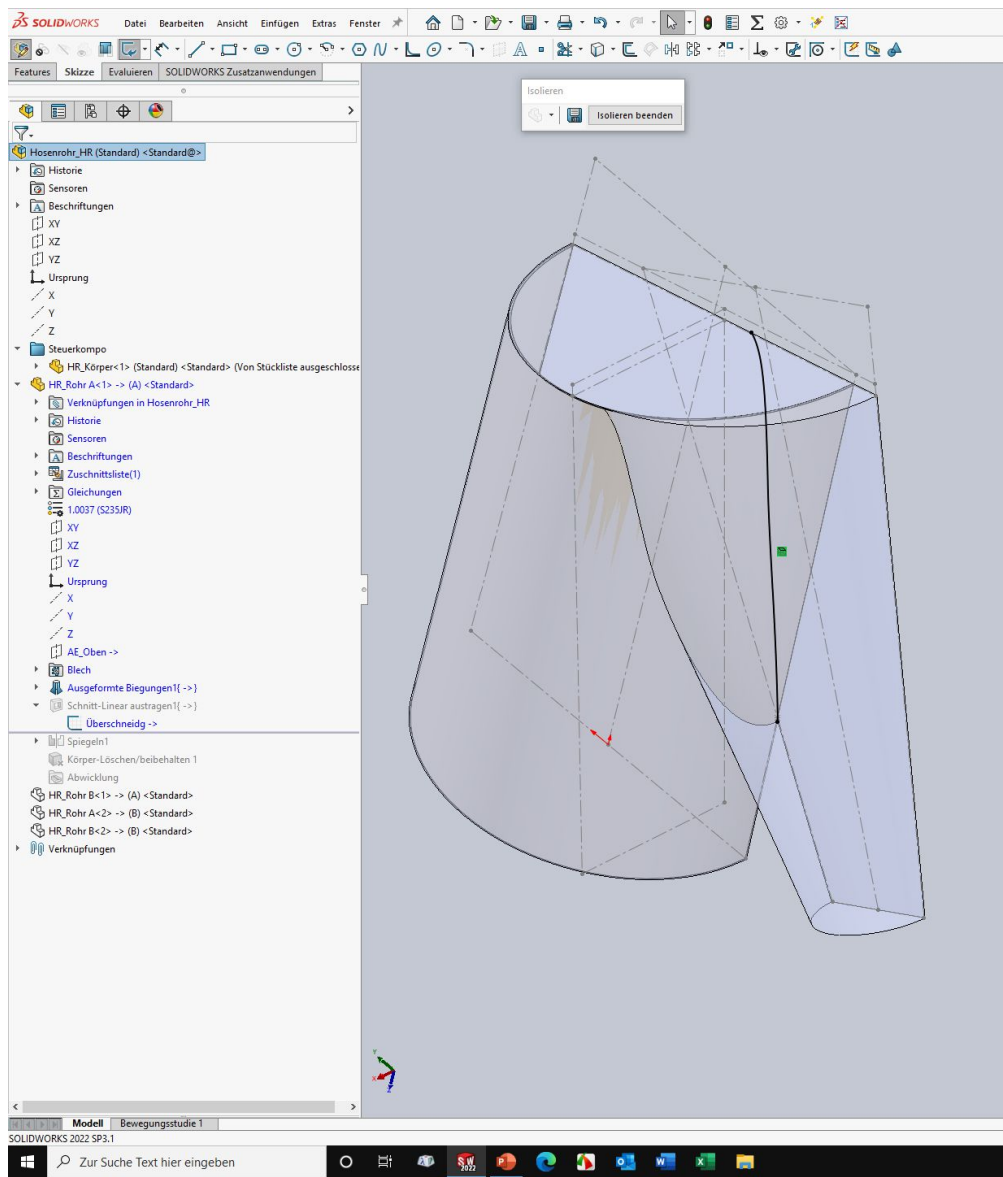 SOLIDWORKS Datei Bearbeiten Ansicht Einfügen Extras Fenster
Features Skizze Evaluieren SOLIDWORKS Zusatzanwendungen
Isolieren
Isolieren beenden
Hosenrohr_HR (Standard) <Standard@>
Historie
Sensoren
Beschriftungen
XY
XZ
YZ
Ursprung
X
Y
Z
Steuerkompo
HR_Körper<1> (Standard) <Standard> (Von Stückliste ausgeschlosse
HR_Rohr A<1> -> (A) <Standard>
Verknüpfungen in Hosenrohr_HR
Historie
Sensoren
Beschriftungen
Zuschnittsliste(1)
Gleichungen
1.0037 (S235JR)
XY
XZ
YZ
Ursprung
X
Y
Z
AE_Oben ->
Blech
Ausgeformte Biegungen1{ ->}
Schnitt-Linear austragen1{ ->}
Überschneidg ->
Spiegeln1
Körper-Löschen/beibehalten 1
Abwicklung
HR_Rohr B<1> -> (A) <Standard>
HR_Rohr A<2> -> (B) <Standard>
HR_Rohr B<2> -> (B) <Standard>
Verknüpfungen
Y
X
Z
Modell Bewegungsstudie 1
SOLIDWORKS 2022 SP3.1
Zur Suche Text hier eingeben
SW
2022